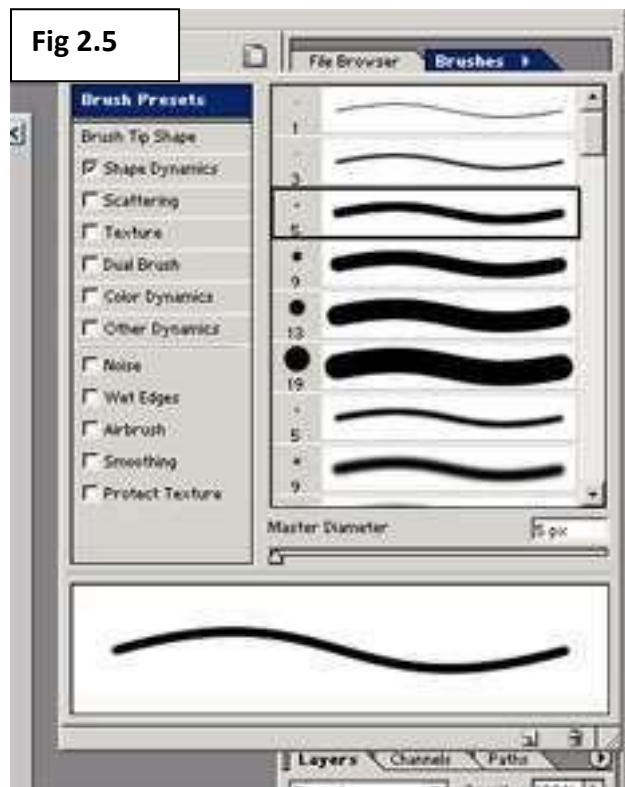 Fig 2.5
File Browser Brushes
Brush Presets
Brush Tip Shape
Shape Dynamics
Scattering
Texture
Dual Brush
Color Dynamics
Other Dynamics
Noise
Wet Edges
Airbrush
Smoothing
Protect Texture
1
3
5
9
13
19
5
9
Master Diameter 5 px
Layers Channels Paths